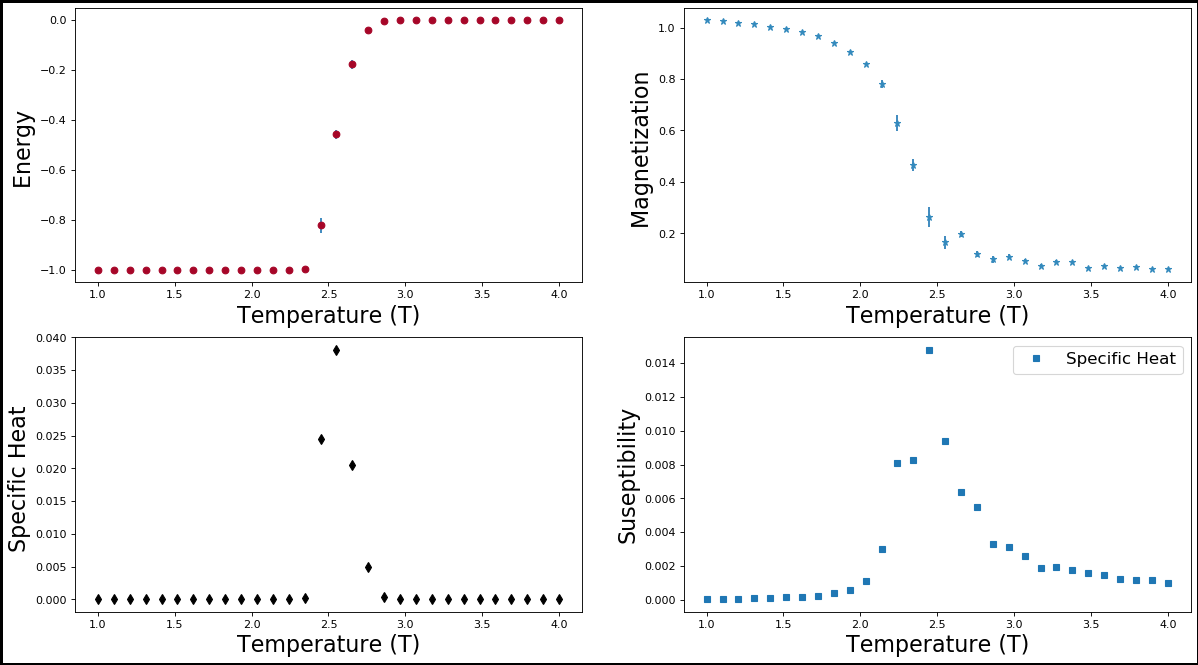 Energy
0.0
−0.2
−0.4
−0.6
−0.8
−1.0
1.0 1.5 2.0 2.5 3.0 3.5 4.0
Temperature (T)
Magnetization
1.0
0.8
0.6
0.4
0.2
1.0 1.5 2.0 2.5 3.0 3.5 4.0
Temperature (T)
Specific Heat
0.040
0.035
0.030
0.025
0.020
0.015
0.010
0.005
0.000
1.0 1.5 2.0 2.5 3.0 3.5 4.0
Temperature (T)
Suseptibility
0.014
0.012
0.010
0.008
0.006
0.004
0.002
0.000
Specific Heat
1.0 1.5 2.0 2.5 3.0 3.5 4.0
Temperature (T)